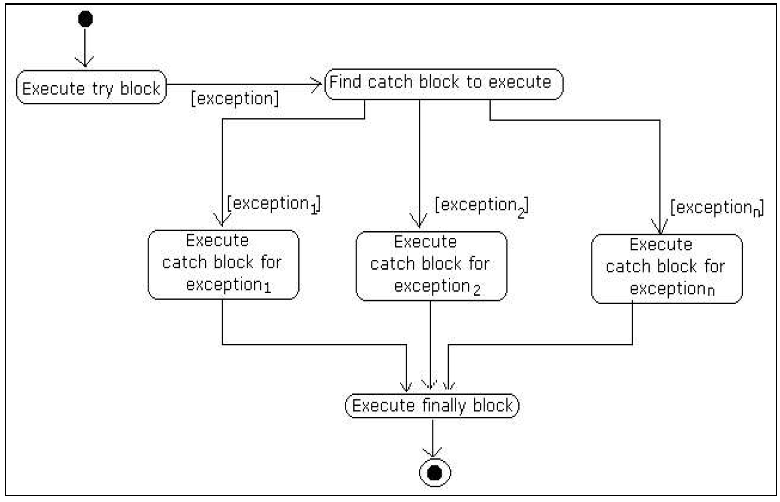 Execute try block
[exception]
Find catch block to execute
[exception₁]
[exception₂]
[exceptionₙ]
Execute
catch block for
exception₁
Execute
catch block for
exception₂
Execute
catch block for
exceptionₙ
Execute finally block